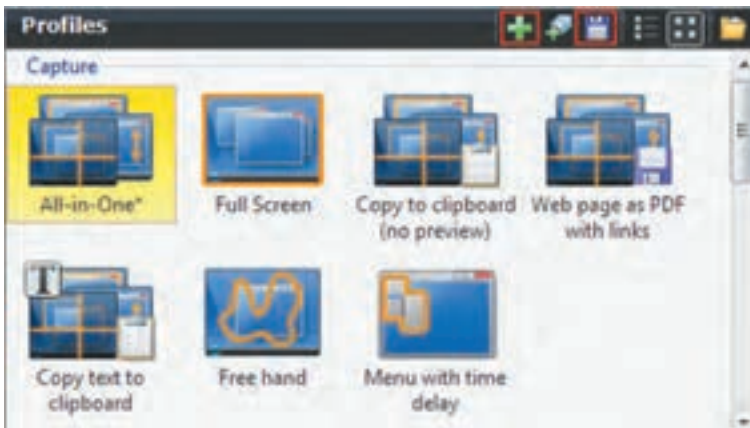 Profiles
Capture
All-in-One*
Full Screen
Copy to clipboard
(no preview)
Web page as PDF
with links
T
Copy text to
clipboard
Free hand
Menu with time
delay